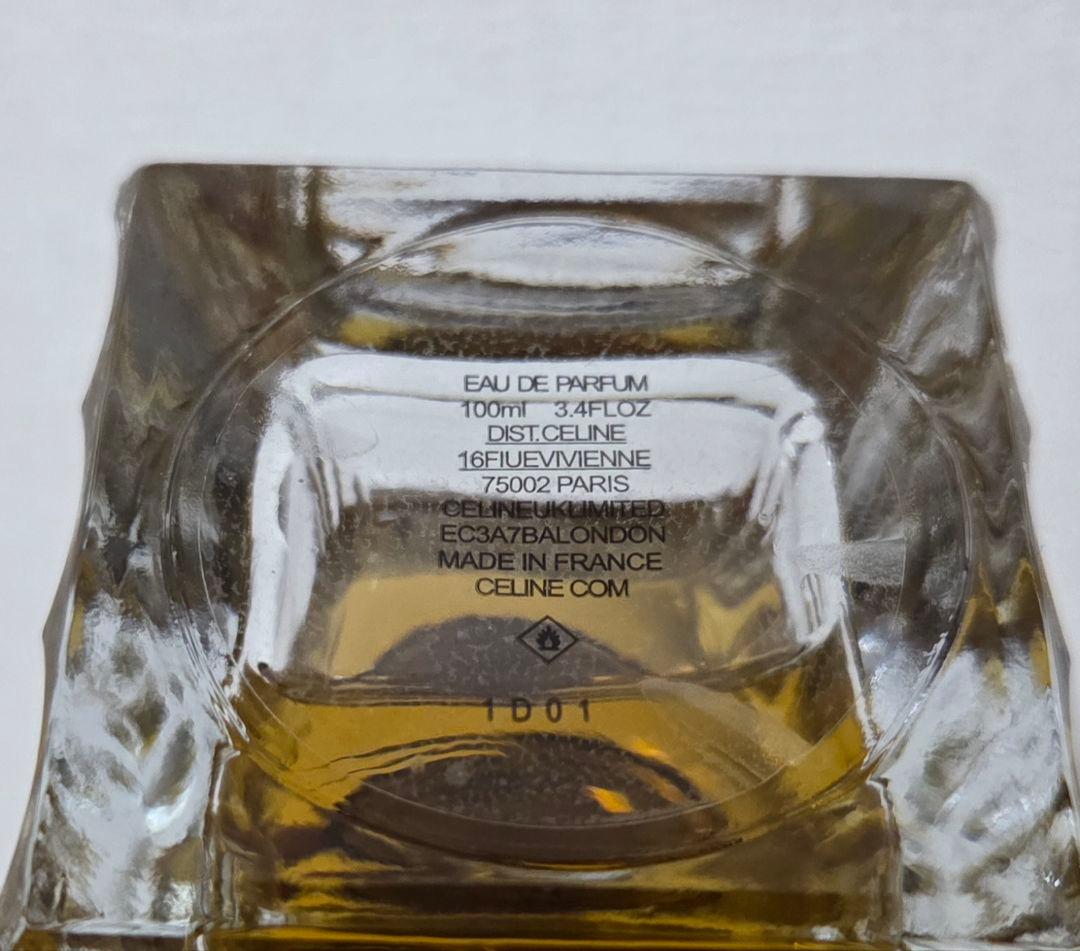 EAU DE PARFUM
100ml 3.4FLOZ
DIST.CELINE
16FIUEVIVIENNE
75002 PARIS
CELINEUKLIMITED
EC3A7BALONDON
MADE IN FRANCE
CELINE COM
1D01